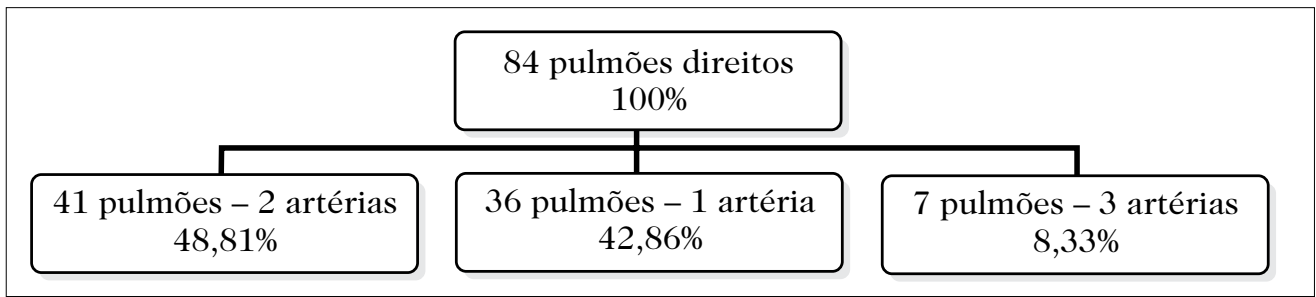 84 pulmões direitos
100%
41 pulmões – 2 artérias
48,81%
36 pulmões – 1 artéria
42,86%
7 pulmões – 3 artérias
8,33%